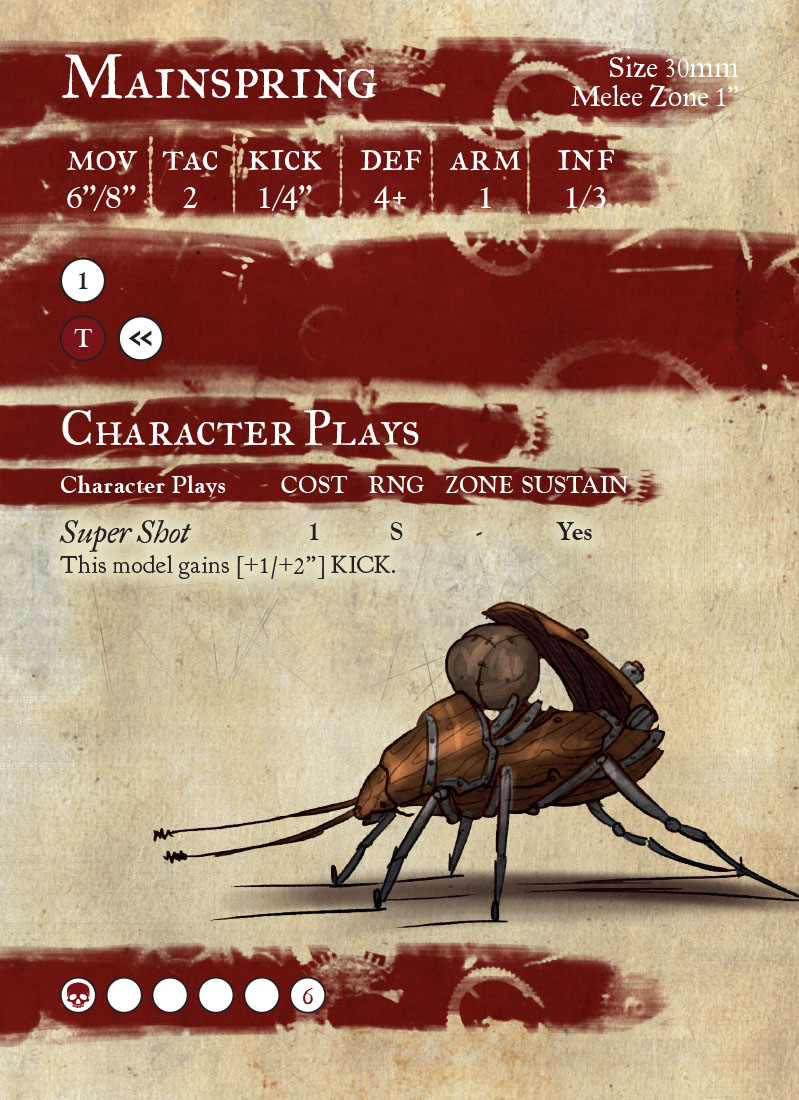 Mainspring
Size 30mm
Melee Zone 1”
MOV TAC KICK DEF ARM INF
6”/8” 2 1/4” 4+ 1 1/3
1
T <<
Character Plays
Character Plays COST RNG ZONE SUSTAIN
Super Shot 1 S - Yes
This model gains [+1/+2”] KICK.
6